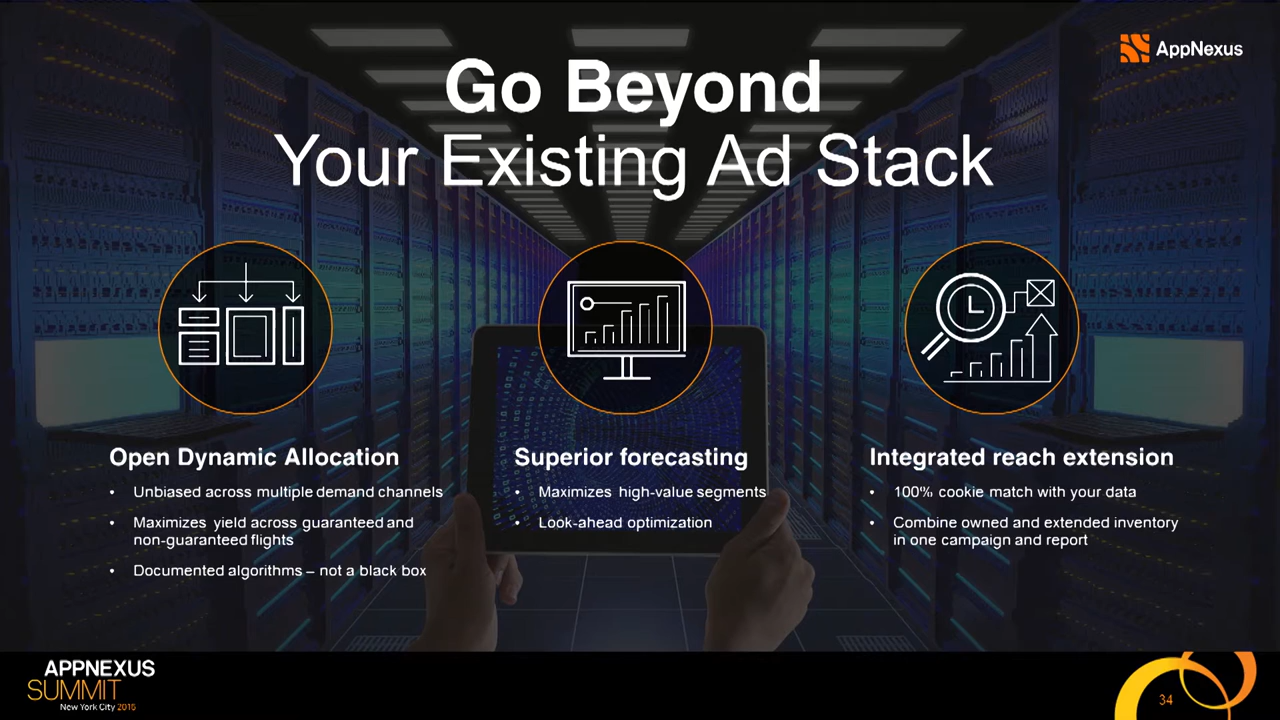 AppNexus
Go Beyond
Your Existing Ad Stack
Open Dynamic Allocation
• Unbiased across multiple demand channels
• Maximizes yield across guaranteed and
non-guaranteed flights
• Documented algorithms – not a black box
Superior forecasting
• Maximizes high-value segments
• Look-ahead optimization
Integrated reach extension
• 100% cookie match with your data
• Combine owned and extended inventory
in one campaign and report
APPNEXUS
SUMMIT
New York City 2015
34